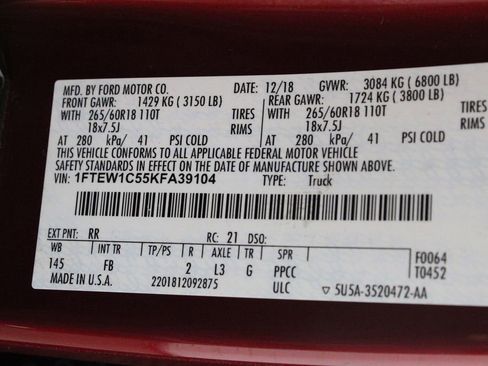 MFD. BY FORD MOTOR CO. DATE: 12/18 GVWR: 3084 KG ( 6800 LB)
FRONT GAWR: 1429 KG ( 3150 LB) REAR GAWR: 1724 KG ( 3800 LB)
WITH 265/60R18 110T TIRES WITH 265/60R18 110T TIRES
18x7.5J RIMS 18x7.5J RIMS
AT 280 kPa/ 41 PSI COLD AT 280 kPa/ 41 PSI COLD
THIS VEHICLE CONFORMS TO ALL APPLICABLE FEDERAL MOTOR VEHICLE
SAFETY STANDARDS IN EFFECT ON THE DATE OF MANUFACTURE SHOWN ABOVE.
VIN: 1FTEW1C55KFA39104 TYPE: Truck
EXT PNT: RR RC: 21 DSO:
WB INT TR TP/PS R AXLE TR SPR F0064
145 FB 2 L3 G PPCC T0452
MADE IN U.S.A. 2201812092875 ULC ▽ 5U5A-3520472-AA